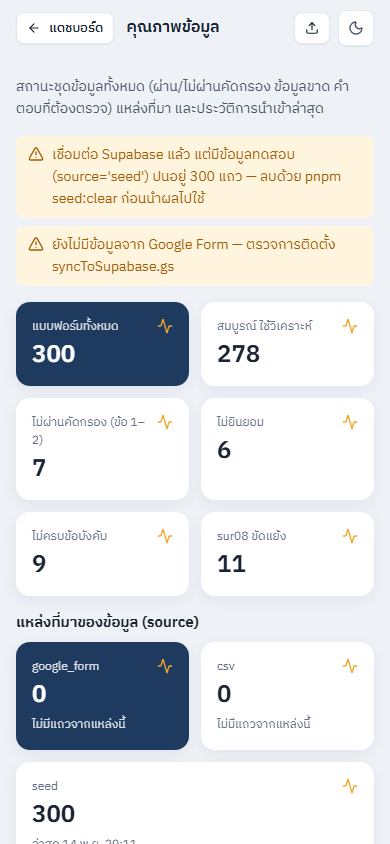 แดชบอร์ด
คุณภาพข้อมูล
สถานะชุดข้อมูลทั้งหมด (ผ่าน/ไม่ผ่านคัดกรอง ข้อมูลขาด คำ
ตอบที่ต้องตรวจ) แหล่งที่มา และประวัติการนำเข้าล่าสุด
เชื่อมต่อ Supabase แล้ว แต่มีข้อมูลทดสอบ
(source='seed') ปนอยู่ 300 แถว — ลบด้วย pnpm
seed:clear ก่อนนำผลไปใช้
ยังไม่มีข้อมูลจาก Google Form — ตรวจการติดตั้ง
syncToSupabase.gs
แบบฟอร์มทั้งหมด
300
สมบูรณ์ ใช้วิเคราะห์
278
ไม่ผ่านคัดกรอง (ข้อ 1–
2)
7
ไม่ยินยอม
6
ไม่ครบข้อบังคับ
9
sur08 ขัดแย้ง
11
แหล่งที่มาของข้อมูล (source)
google_form
0
ไม่มีแถวจากแหล่งนี้
csv
0
ไม่มีแถวจากแหล่งนี้
seed
300
ล่าสุด 14 พ.ย. 20:11